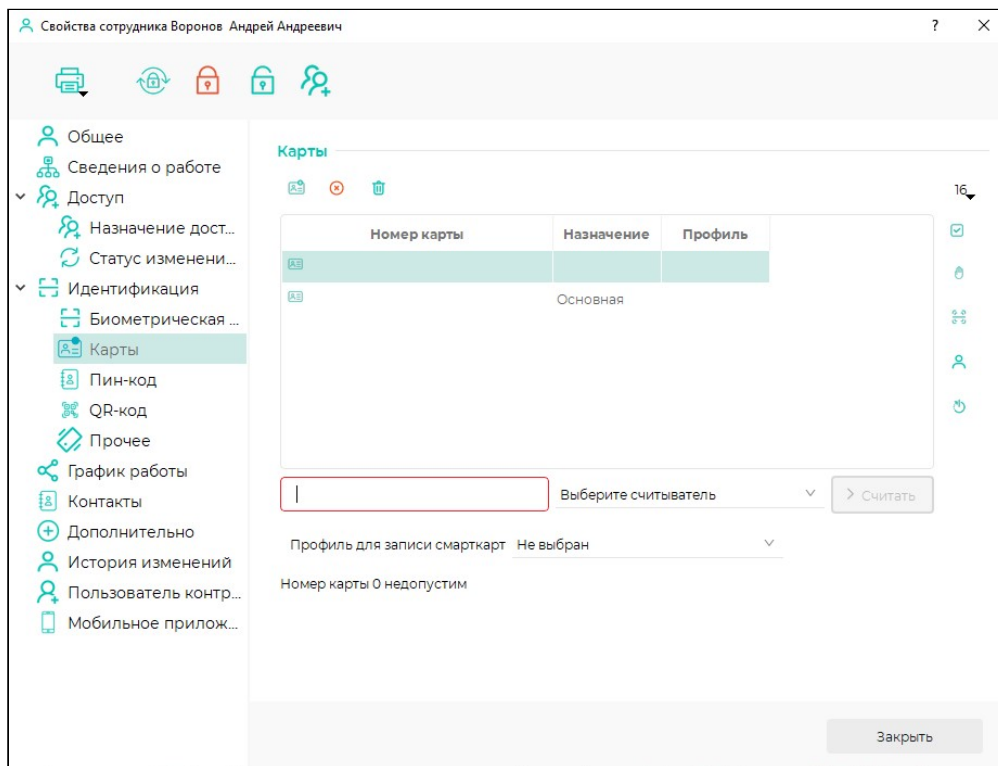 Свойства сотрудника Воронов Андрей Андреевич
?
Общее
Сведения о работе
Доступ
Назначение дост...
Статус изменени...
Идентификация
Биометрическая ...
Карты
Пин-код
QR-код
Прочее
График работы
Контакты
Дополнительно
История изменений
Пользователь контр...
Мобильное прилож...
Карты
16
Номер карты Назначение Профиль
Основная
Выберите считыватель
Считать
Профиль для записи смарткарт Не выбран
Номер карты 0 недопустим
Закрыть